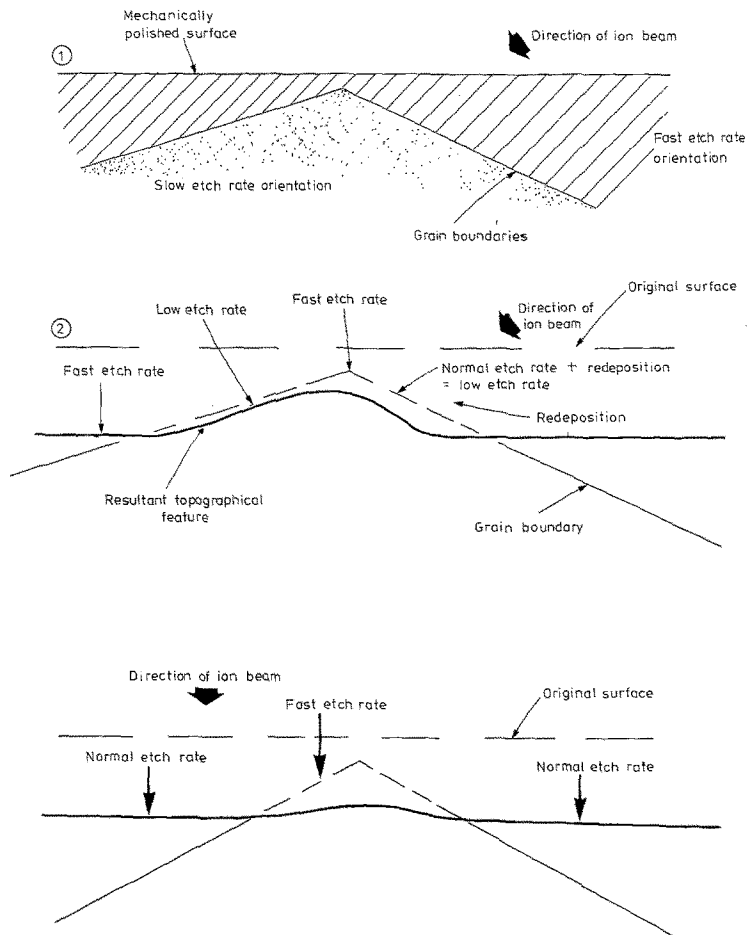 Mechanically
polished surface
1
Direction of ion beam
Fast etch rate
orientation
Slow etch rate orientation
Grain boundaries
2
Low etch rate
Fast etch rate
Direction of
ion beam
Original surface
Fast etch rate
Normal etch rate + redeposition
= low etch rate
Redeposition
Resultant topographical
feature
Grain boundary
Direction of ion beam
Fast etch rate
Original surface
Normal etch rate
Normal etch rate